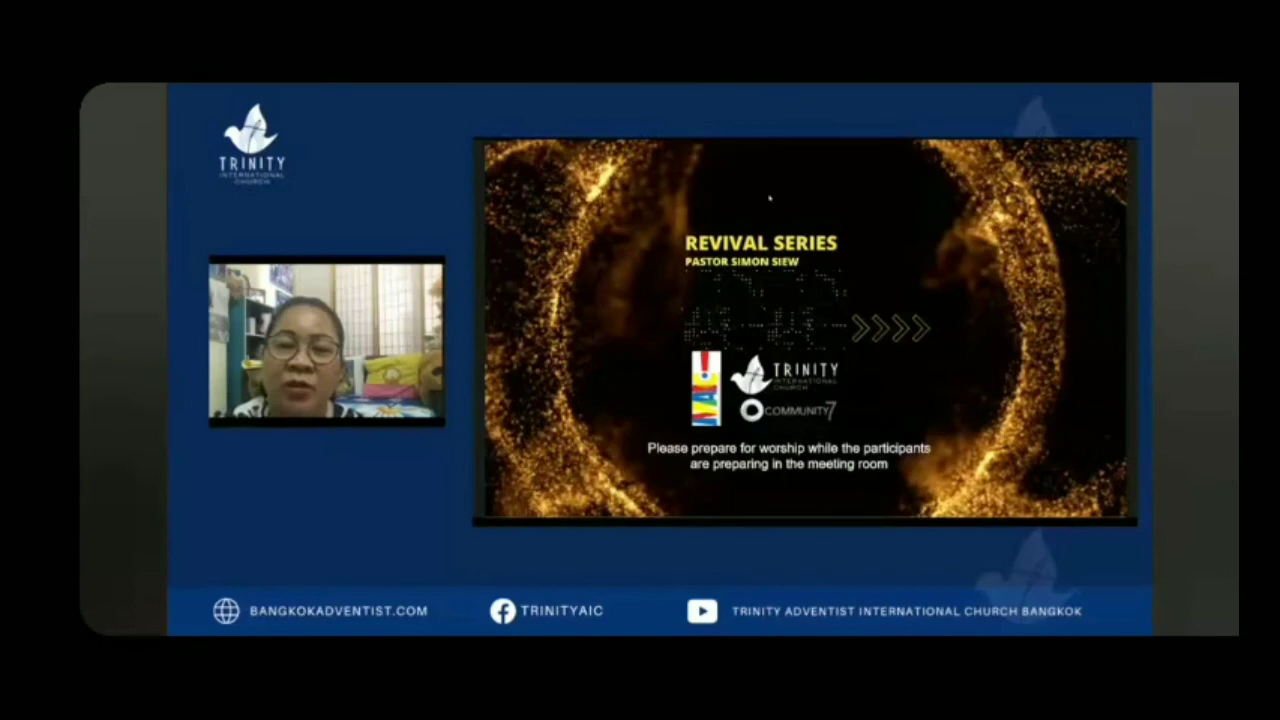 TRINITY
INTERNATIONAL
CHURCH
REVIVAL SERIES
PASTOR SIMON SIEW
TRINITY
INTERNATIONAL
CHURCH
COMMUNITY7
Please prepare for worship while the participants
are preparing in the meeting room
BANGKOKADVENTIST.COM
TRINITYAIC
TRINITY ADVENTIST INTERNATIONAL CHURCH BANGKOK